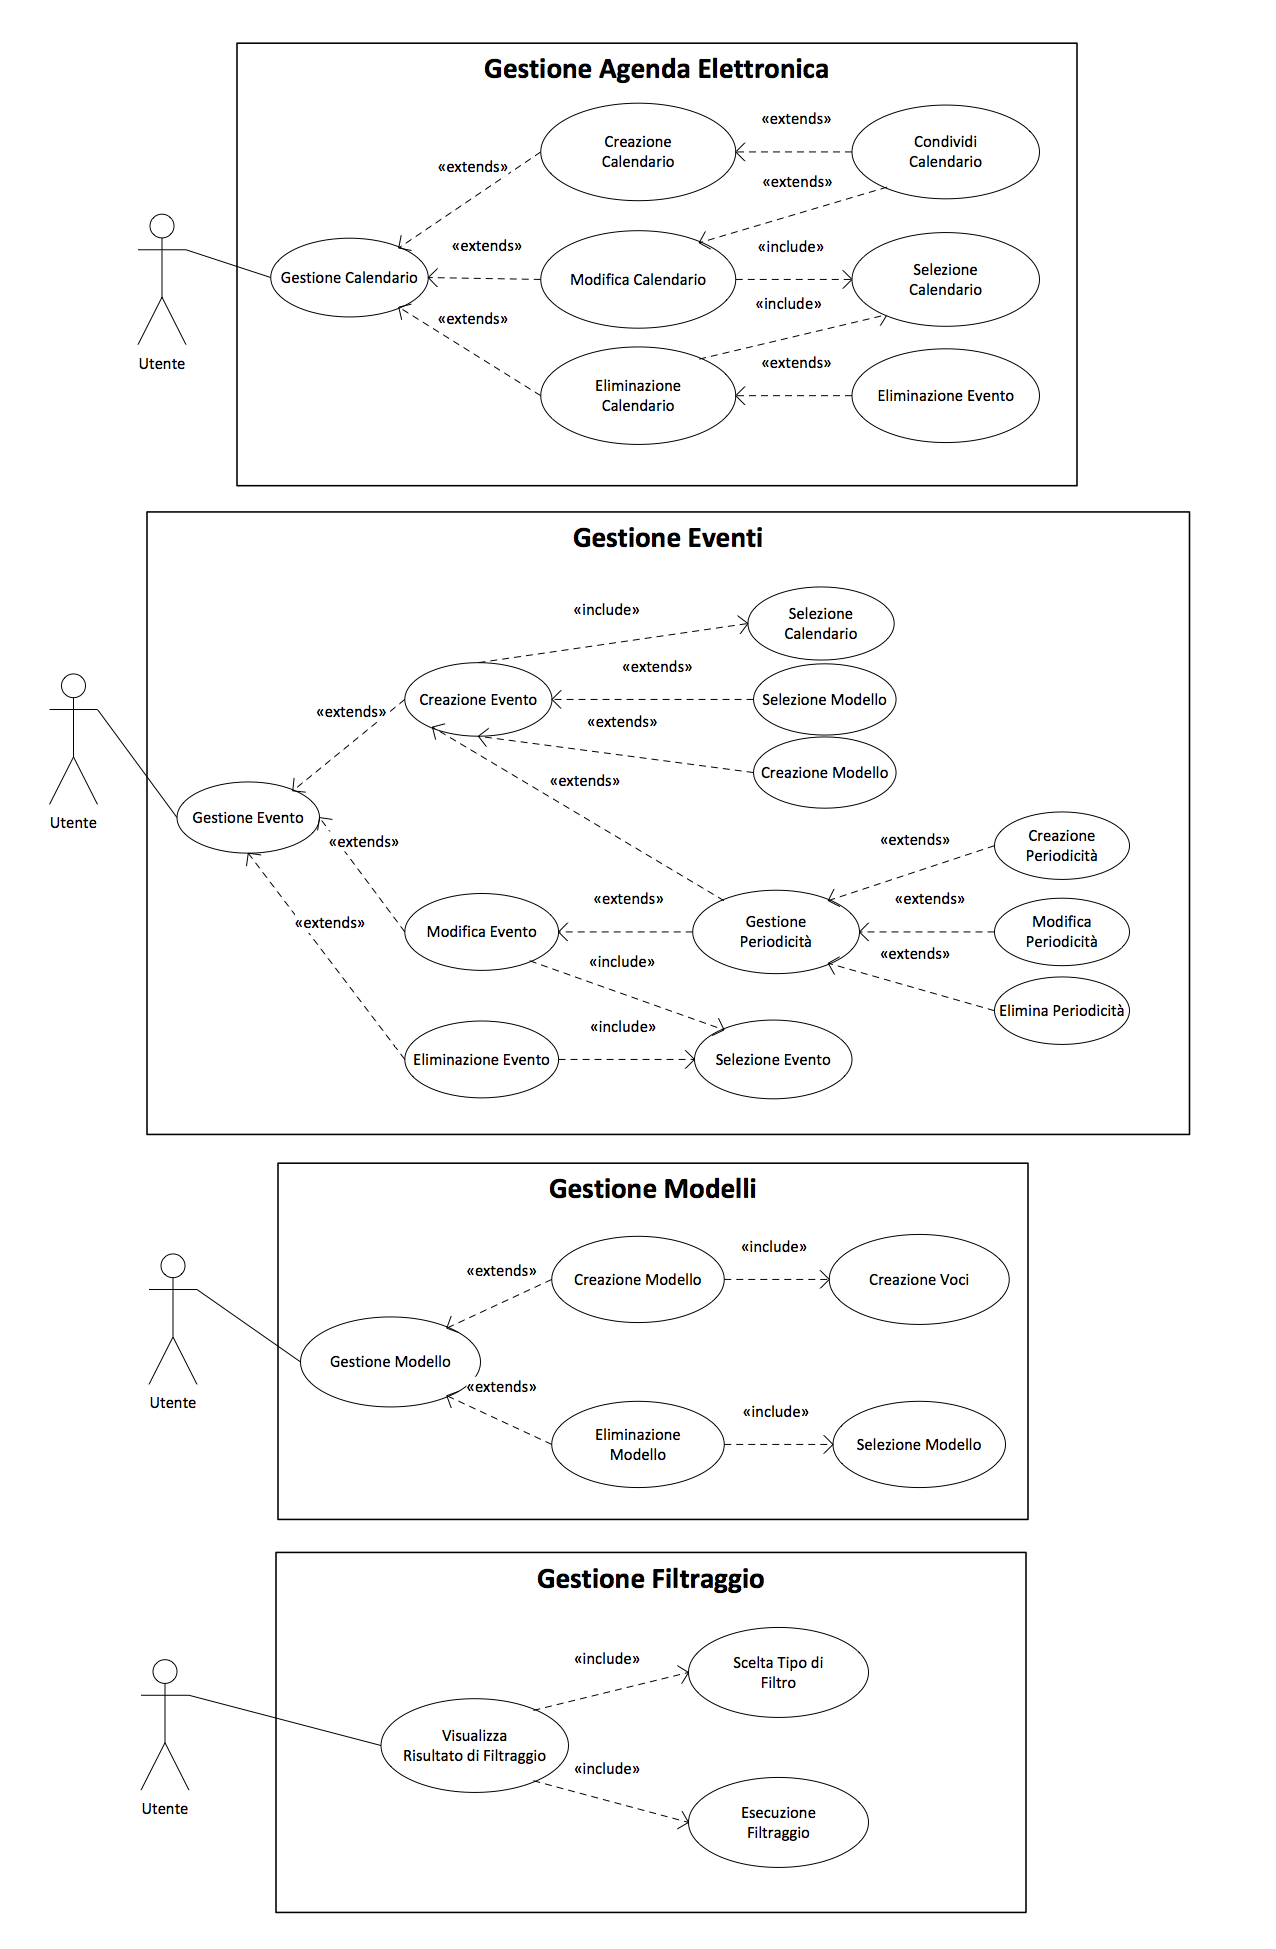 Gestione Agenda Elettronica
«extends»
Creazione
Calendario
Condividi
Calendario
«extends»
«extends»
Utente
Gestione Calendario
«extends»
Modifica Calendario
«include»
Selezione
Calendario
«include»
«extends»
Eliminazione
Calendario
«extends»
Eliminazione Evento
Gestione Eventi
«include»
Selezione
Calendario
«extends»
Creazione Evento
Selezione Modello
«extends»
«extends»
Creazione Modello
«extends»
Utente
Gestione Evento
«extends»
«extends»
Creazione
Periodicità
«extends»
«extends»
Modifica Evento
Gestione
Periodicità
«extends»
Modifica
Periodicità
«extends»
«include»
Elimina Periodicità
«include»
Eliminazione Evento
Selezione Evento
Gestione Modelli
«include»
«extends»
Creazione Modello
Creazione Voci
Gestione Modello
Utente
«extends»
«include»
Eliminazione
Modello
Selezione Modello
Gestione Filtraggio
«include»
Scelta Tipo di
Filtro
Visualizza
Risultato di Filtraggio
«include»
Utente
Esecuzione
Filtraggio